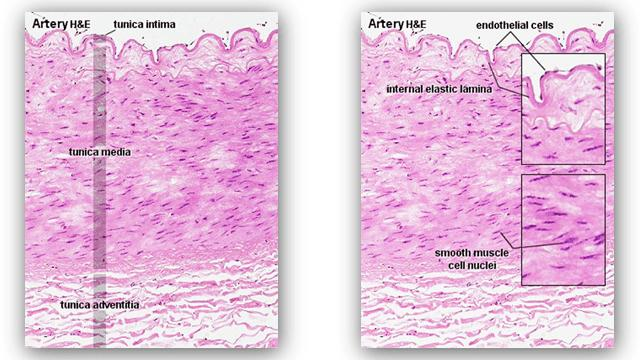 Artery H&E
tunica intima
tunica media
tunica adventitia
Artery H&E
endothelial cells
internal elastic lamina
smooth muscle
cell nuclei